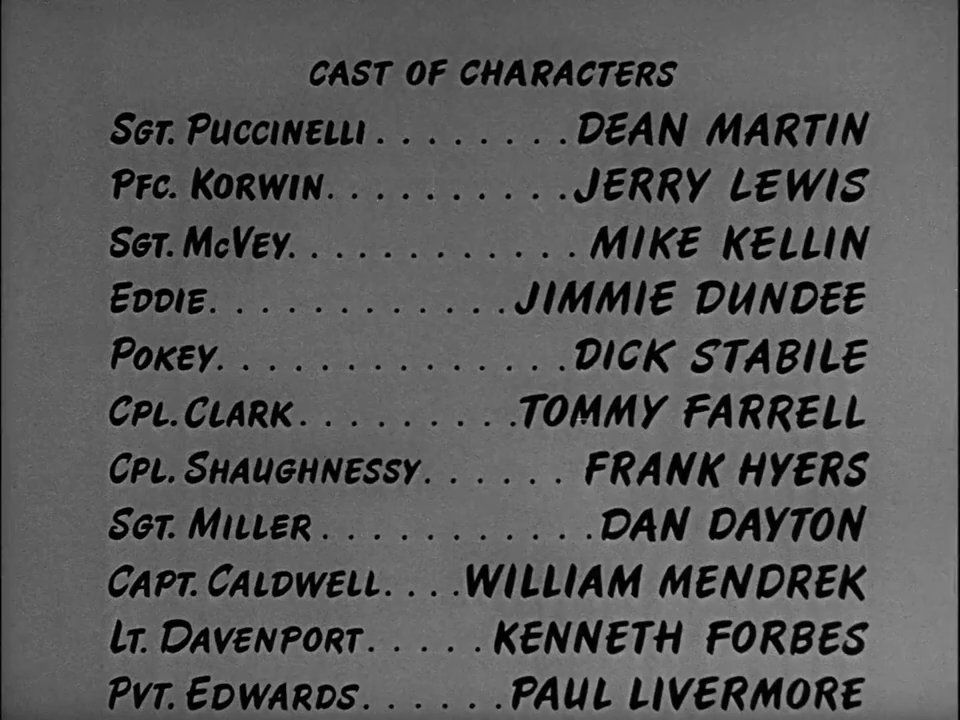 CAST OF CHARACTERS
SGT. PUCCINELLI . . . . . . . . DEAN MARTIN
PFC. KORWIN. . . . . . . . . . JERRY LEWIS
SGT. McVEY. . . . . . . . . . . . . MIKE KELLIN
EDDIE. . . . . . . . . . . . . JIMMIE DUNDEE
POKEY. . . . . . . . . . . . . . . DICK STABILE
CPL. CLARK. . . . . . . . . . TOMMY FARRELL
CPL. SHAUGHNESSY. . . . . . FRANK HYERS
SGT. MILLER . . . . . . . . . . . . DAN DAYTON
CAPT. CALDWELL. . . . WILLIAM MENDREK
LT. DAVENPORT. . . . . . KENNETH FORBES
PVT. EDWARDS. . . . . . . PAUL LIVERMORE